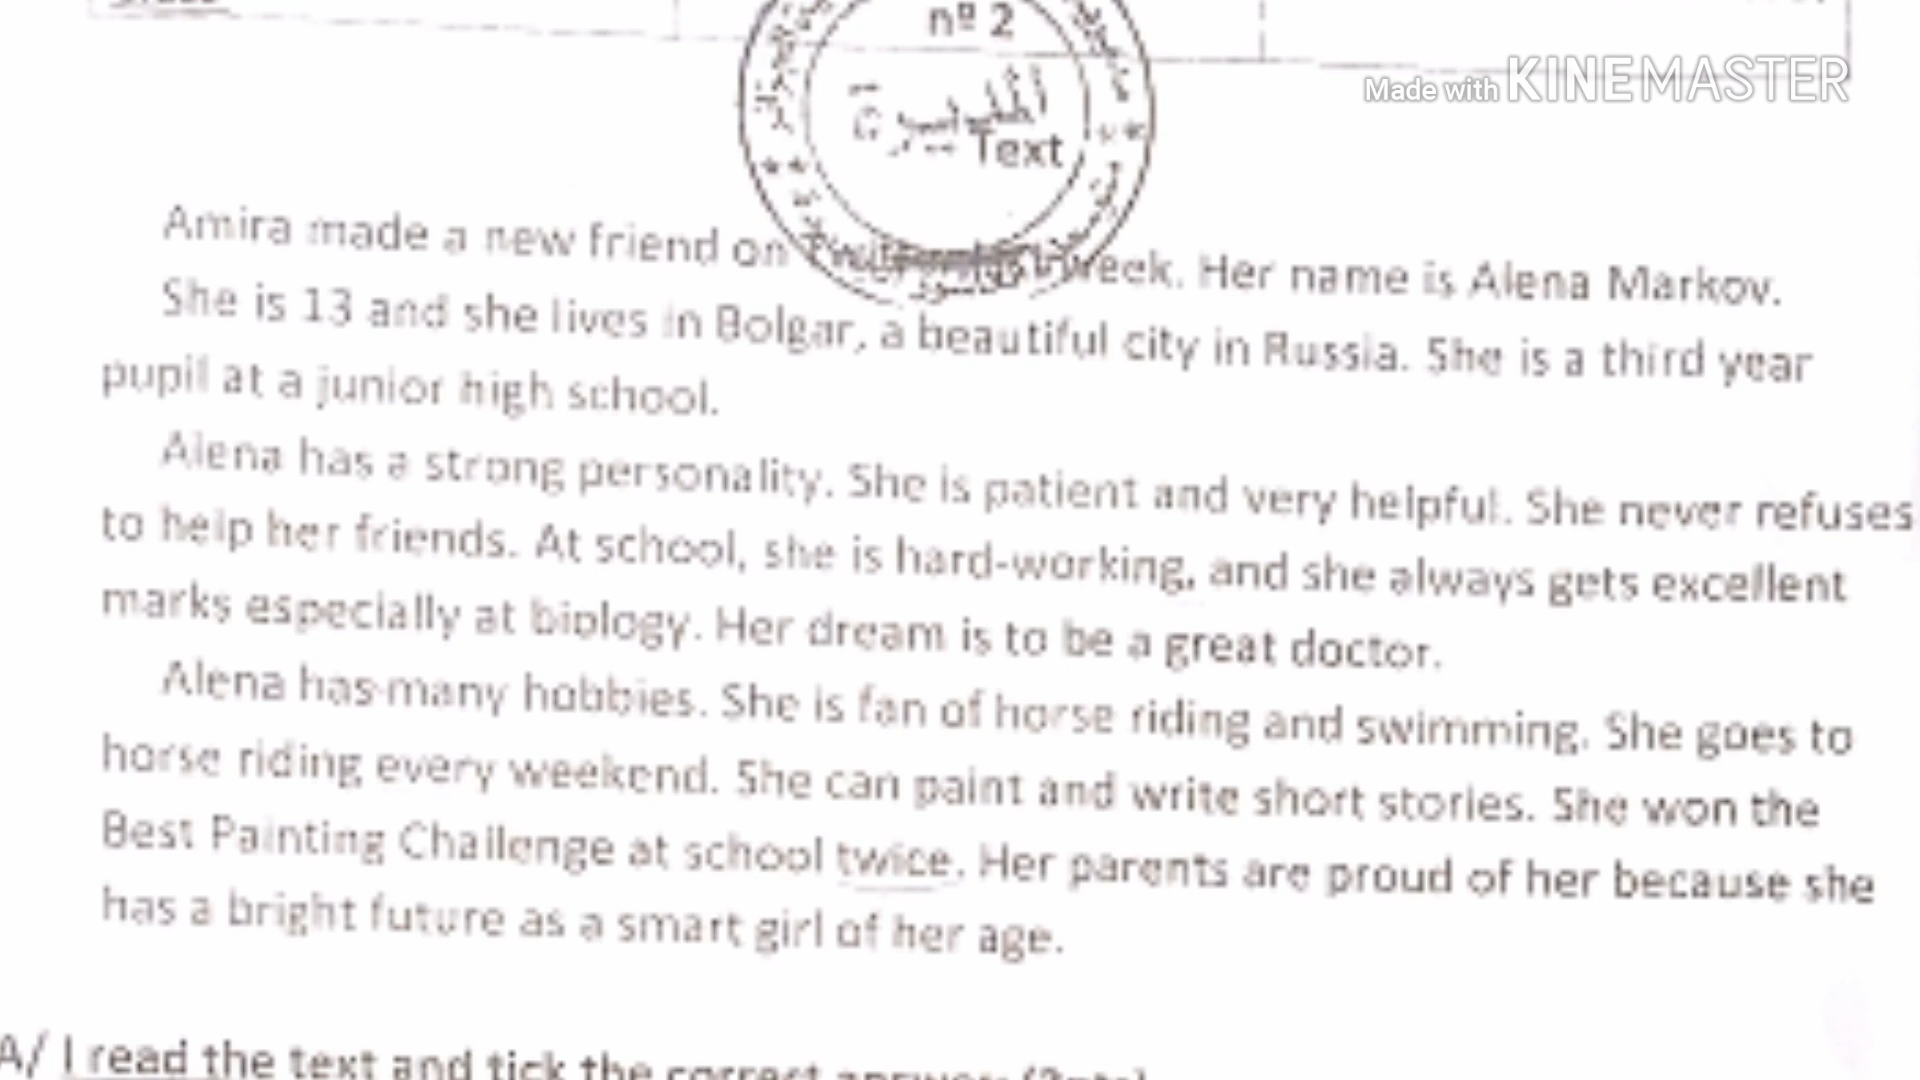 nº 2
Made with KINEMASTER
Text
Amira made a new friend on week. Her name is Alena Markov.
She is 13 and she lives in Bolgar, a beautiful city in Russia. She is a third year
pupil at a junior high school.
Alena has a strong personality. She is patient and very helpful. She never refuses
to help her friends. At school, she is hard-working, and she always gets excellent
marks especially at biology. Her dream is to be a great doctor.
Alena has many hobbies. She is fan of horse riding and swimming. She goes to
horse riding every weekend. She can paint and write short stories. She won the
Best Painting Challenge at school twice. Her parents are proud of her because she
has a bright future as a smart girl of her age.
A/ I read the text and tick the correct answer: (3pts)